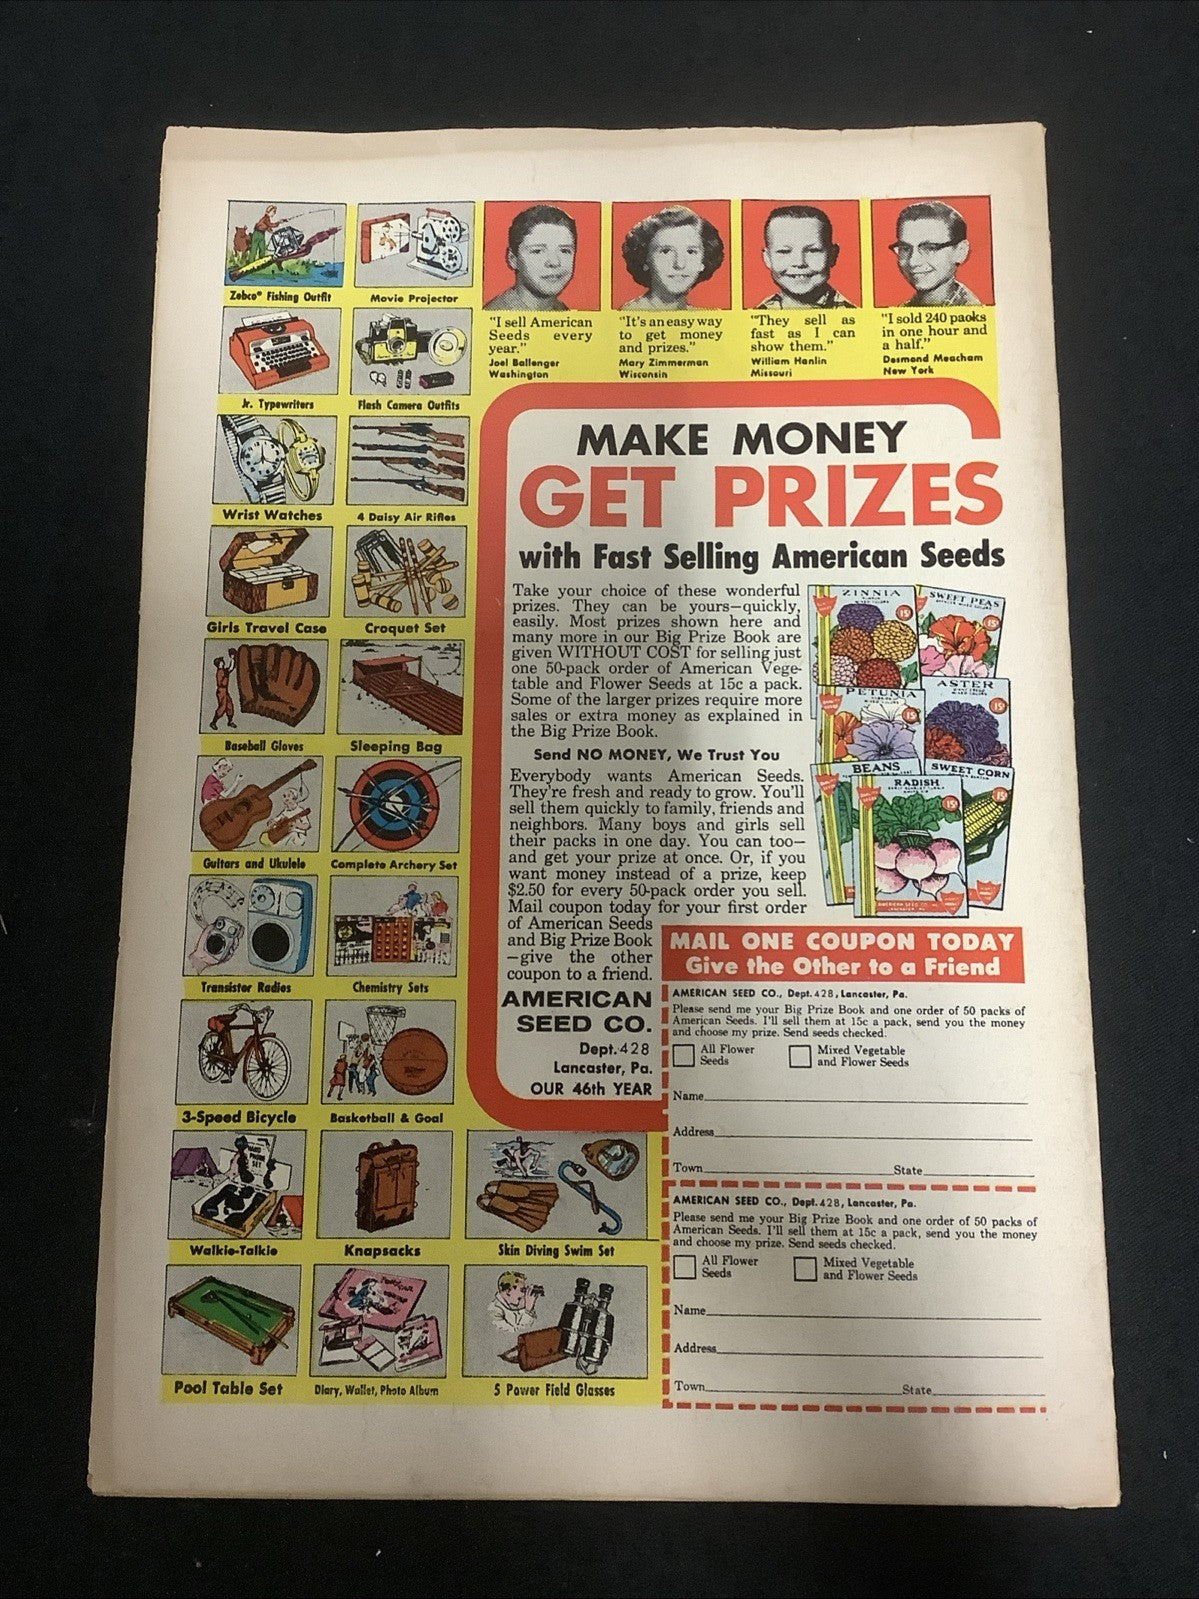 Zebco® Fishing Outfit
Movie Projector
Jr. Typewriters
Flash Camera Outfits
Wrist Watches
4 Daisy Air Rifles
Girls Travel Case
Croquet Set
Baseball Gloves
Sleeping Bag
Guitars and Ukulele
Complete Archery Set
Transistor Radios
Chemistry Sets
3-Speed Bicycle
Basketball & Goal
Walkie-Talkie
Knapsacks
Skin Diving Swim Set
Pool Table Set
Diary, Wallet, Photo Album
5 Power Field Glasses
"I sell American
Seeds every
year."
Joel Ballenger
Washington
"It's an easy way
to get money
and prizes."
Mary Zimmerman
Wisconsin
"They sell as
fast as I can
show them."
William Hanlin
Missouri
"I sold 240 packs
in one hour and
a half."
Desmond Meacham
New York
MAKE MONEY
GET PRIZES
with Fast Selling American Seeds
Take your choice of these wonderful
prizes. They can be yours—quickly,
easily. Most prizes shown here and
many more in our Big Prize Book are
given WITHOUT COST for selling just
one 50-pack order of American Vege-
table and Flower Seeds at 15c a pack.
Some of the larger prizes require more
sales or extra money as explained in
the Big Prize Book.
Send NO MONEY, We Trust You
Everybody wants American Seeds.
They're fresh and ready to grow. You'll
sell them quickly to family, friends and
neighbors. Many boys and girls sell
their packs in one day. You can too—
and get your prize at once. Or, if you
want money instead of a prize, keep
$2.50 for every 50-pack order you sell.
Mail coupon today for your first order
of American Seeds
and Big Prize Book
—give the other
coupon to a friend.
AMERICAN
SEED CO.
Dept. 428
Lancaster, Pa.
OUR 46th YEAR
ZINNIA
15¢
SWEET PEAS
15¢
PETUNIA
15¢
ASTER
15¢
BEANS
SWEET CORN
15¢
RADISH
15¢
AMERICAN SEED CO.
LANCASTER, PA.
MAIL ONE COUPON TODAY
Give the Other to a Friend
AMERICAN SEED CO., Dept. 428, Lancaster, Pa.
Please send me your Big Prize Book and one order of 50 packs of
American Seeds. I'll sell them at 15c a pack, send you the money
and choose my prize. Send seeds checked.
All Flower
Seeds
Mixed Vegetable
and Flower Seeds
Name
Address
Town State
AMERICAN SEED CO., Dept. 428, Lancaster, Pa.
Please send me your Big Prize Book and one order of 50 packs of
American Seeds. I'll sell them at 15c a pack, send you the money
and choose my prize. Send seeds checked.
All Flower
Seeds
Mixed Vegetable
and Flower Seeds
Name
Address
Town State